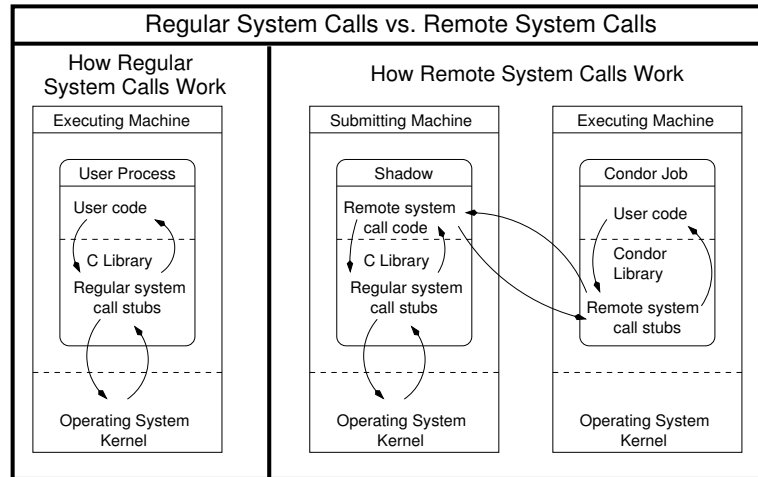 Regular System Calls vs. Remote System Calls
How Regular
System Calls Work
Executing Machine
User Process
User code
C Library
Regular system
call stubs
Operating System
Kernel
How Remote System Calls Work
Submitting Machine
Shadow
Remote system
call code
C Library
Regular system
call stubs
Operating System
Kernel
Executing Machine
Condor Job
User code
Condor
Library
Remote system
call stubs
Operating System
Kernel